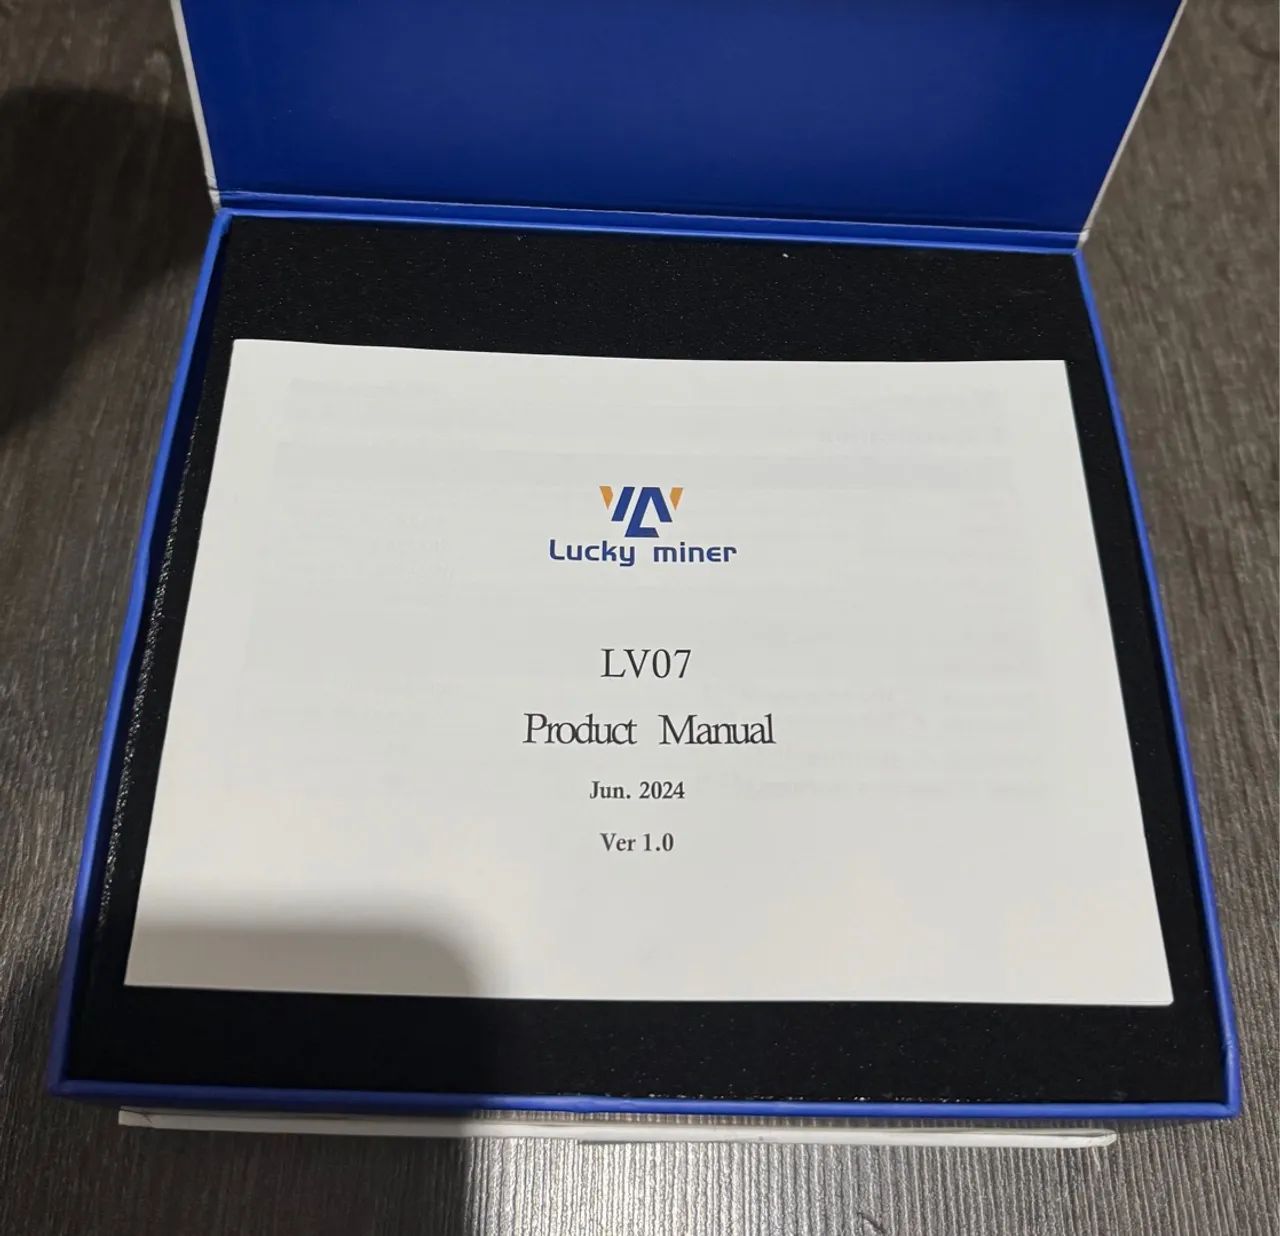 Lucky miner
LV07
Product Manual
Jun. 2024
Ver 1.0